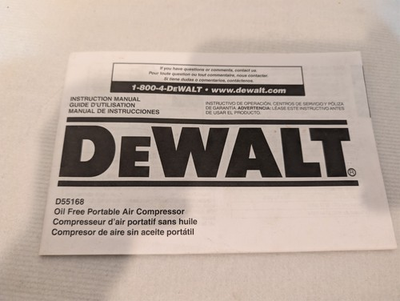 If you have questions or comments, contact us.
Pour toute question ou tout commentaire, nous contacter.
Si tiene dudas o comentarios, contáctenos.
1-800-4-DEWALT • www.dewalt.com
INSTRUCTION MANUAL
GUIDE D'UTILISATION
MANUAL DE INSTRUCCIONES
INSTRUCTIVO DE OPERACIÓN, CENTROS DE SERVICIO Y PÓLIZA
DE GARANTÍA. ADVERTENCIA: LÉASE ESTE INSTRUCTIVO ANTES
DE USAR EL PRODUCTO.
DEWALT®
D55168
Oil Free Portable Air Compressor
Compresseur d'air portatif sans huile
Compresor de aire sin aceite portátil